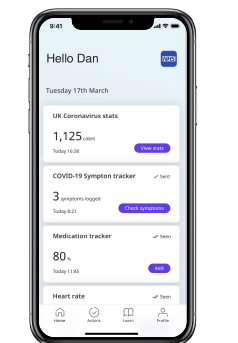 9:41
Hello Dan
NHS
Tuesday 17th March
UK Coronavirus stats
1,125 cases
Today 16:30
View stats
COVID-19 Sympton tracker
Sent
3 symptoms logged
Today 8:21
Check symptoms
Medication tracker
Seen
80 %
Today 11:45
Add
Heart rate
Seen
Home
Actions
Learn
Profile